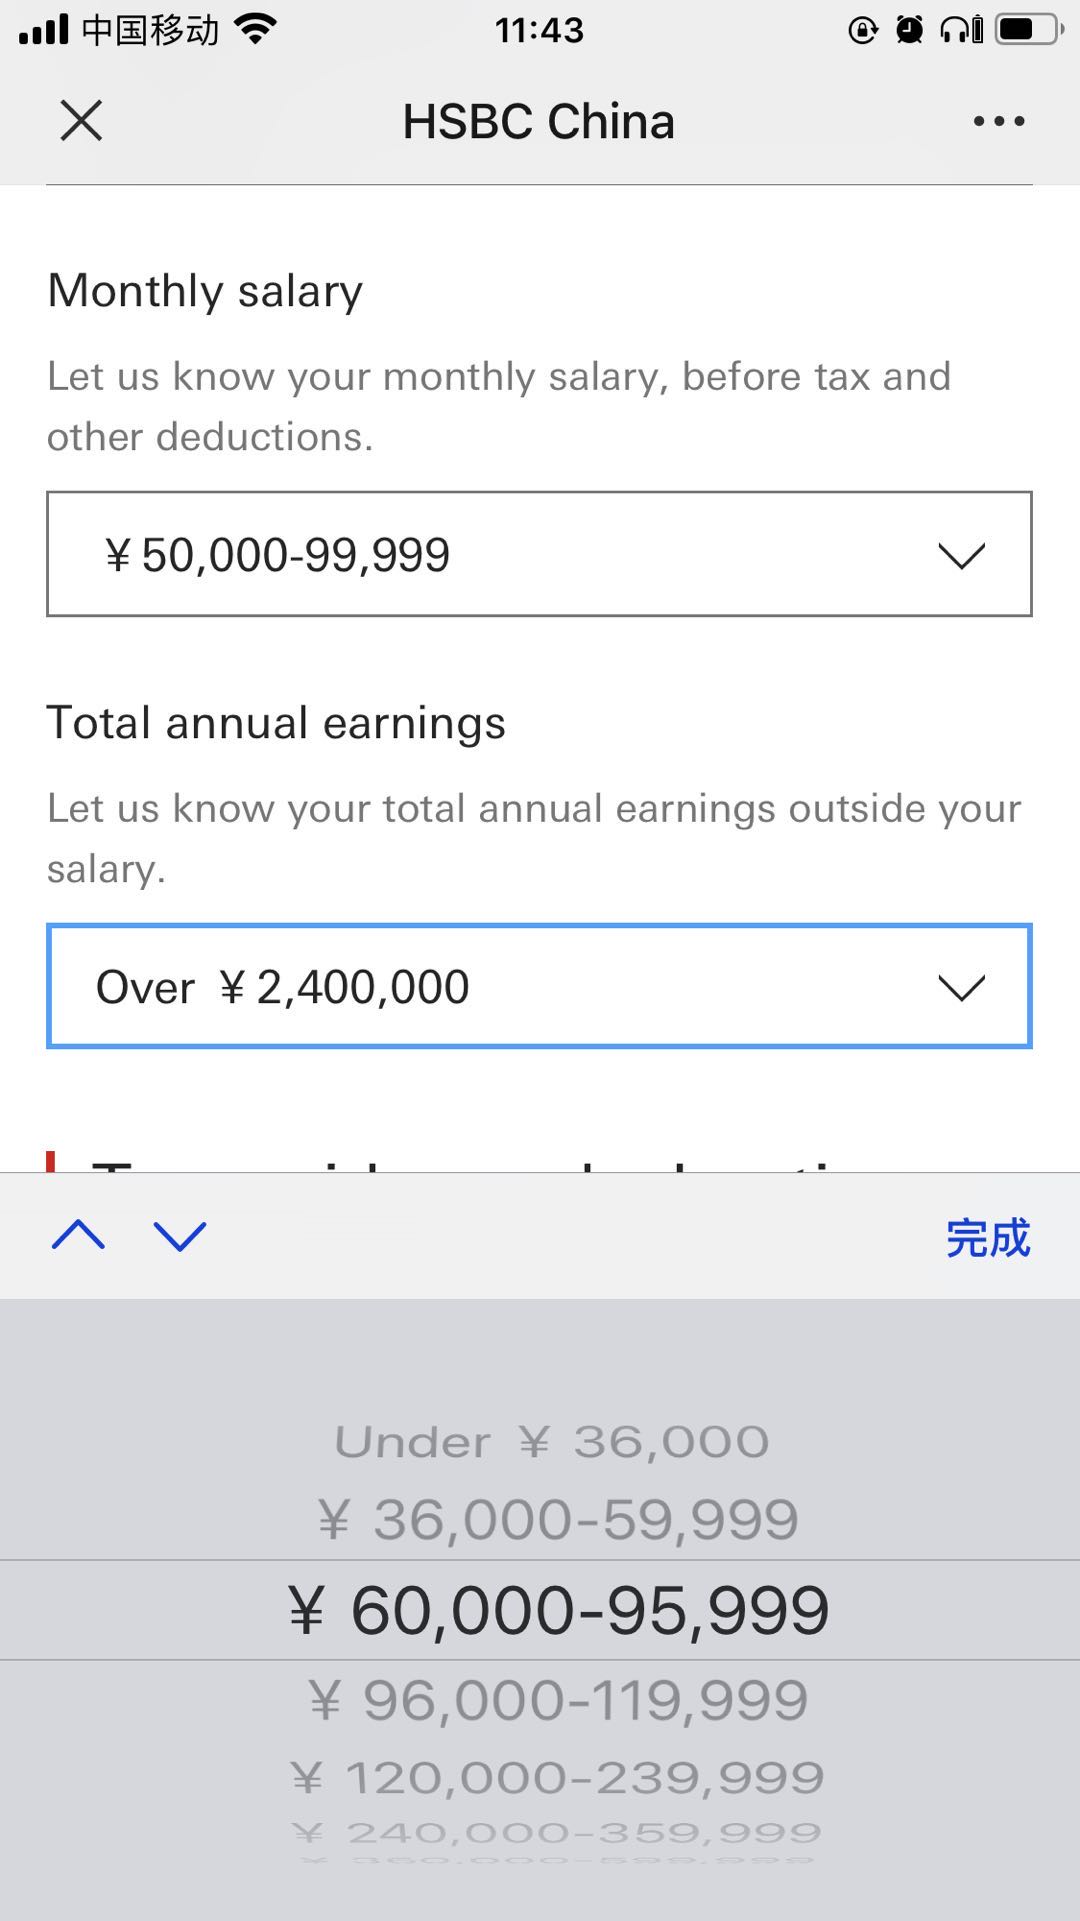 中国移动
11:43
HSBC China
Monthly salary
Let us know your monthly salary, before tax and
other deductions.
¥ 50,000-99,999
Total annual earnings
Let us know your total annual earnings outside your
salary.
Over ¥ 2,400,000
完成
Under ¥ 36,000
¥ 36,000-59,999
¥ 60,000-95,999
¥ 96,000-119,999
¥ 120,000-239,999
¥ 240,000-359,999